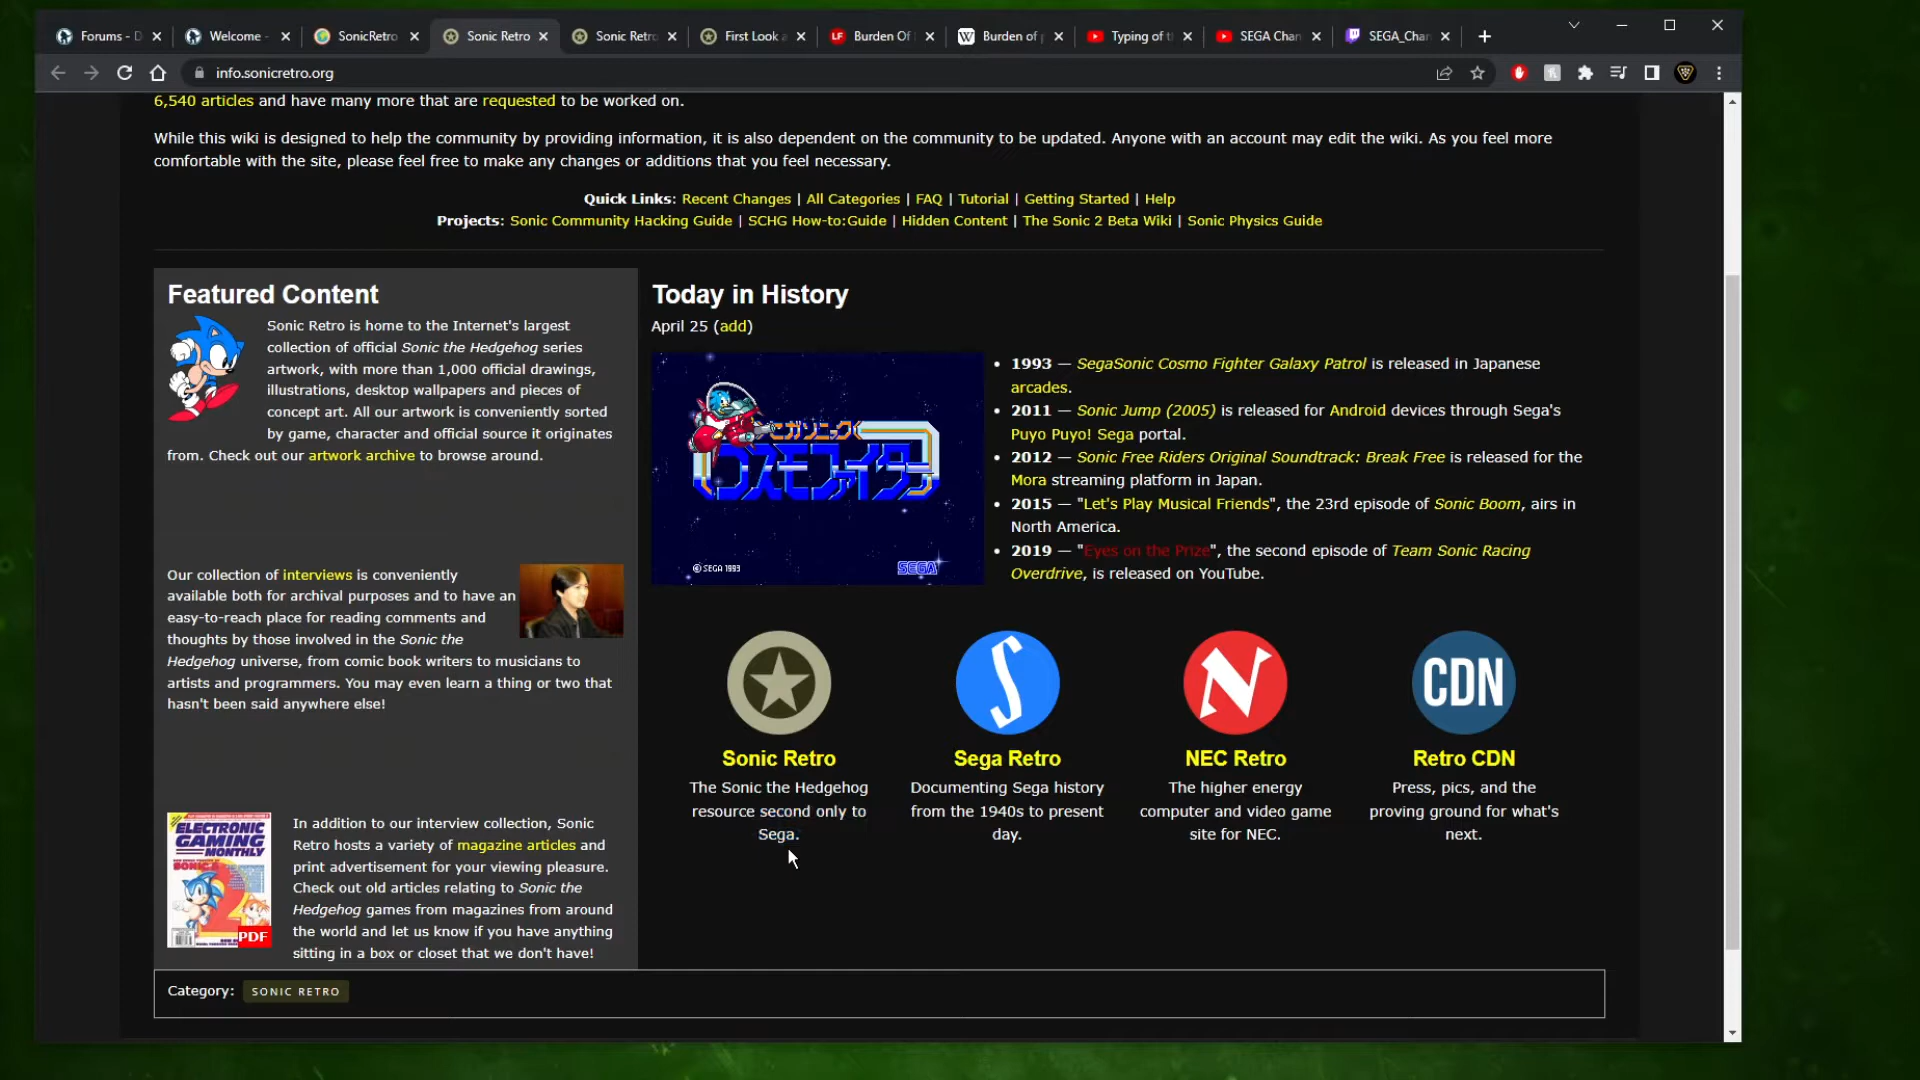 Forums - D
Welcome -
SonicRetro
Sonic Retro
Sonic Retro
First Look a
LF
Burden Of
W
Burden of p
Typing of t
SEGA Chan
SEGA_Chan
info.sonicretro.org
6,540 articles and have many more that are requested to be worked on.
While this wiki is designed to help the community by providing information, it is also dependent on the community to be updated. Anyone with an account may edit the wiki. As you feel more
comfortable with the site, please feel free to make any changes or additions that you feel necessary.
Quick Links: Recent Changes | All Categories | FAQ | Tutorial | Getting Started | Help
Projects: Sonic Community Hacking Guide | SCHG How-to:Guide | Hidden Content | The Sonic 2 Beta Wiki | Sonic Physics Guide
Featured Content
Sonic Retro is home to the Internet's largest
collection of official Sonic the Hedgehog series
artwork, with more than 1,000 official drawings,
illustrations, desktop wallpapers and pieces of
concept art. All our artwork is conveniently sorted
by game, character and official source it originates
from. Check out our artwork archive to browse around.
Our collection of interviews is conveniently
available both for archival purposes and to have an
easy-to-reach place for reading comments and
thoughts by those involved in the Sonic the
Hedgehog universe, from comic book writers to musicians to
artists and programmers. You may even learn a thing or two that
hasn't been said anywhere else!
ELECTRONIC
GAMING
MONTHLY
SONIC
2
PDF
In addition to our interview collection, Sonic
Retro hosts a variety of magazine articles and
print advertisement for your viewing pleasure.
Check out old articles relating to Sonic the
Hedgehog games from magazines from around
the world and let us know if you have anything
sitting in a box or closet that we don't have!
Today in History
April 25 (add)
セガソニック
コスモファイター
© SEGA 1993
SEGA
1993 — SegaSonic Cosmo Fighter Galaxy Patrol is released in Japanese
arcades.
2011 — Sonic Jump (2005) is released for Android devices through Sega's
Puyo Puyo! Sega portal.
2012 — Sonic Free Riders Original Soundtrack: Break Free is released for the
Mora streaming platform in Japan.
2015 — "Let's Play Musical Friends", the 23rd episode of Sonic Boom, airs in
North America.
2019 — "Eyes on the Prize", the second episode of Team Sonic Racing
Overdrive, is released on YouTube.
Sonic Retro
The Sonic the Hedgehog
resource second only to
Sega.
S
Sega Retro
Documenting Sega history
from the 1940s to present
day.
N
NEC Retro
The higher energy
computer and video game
site for NEC.
CDN
Retro CDN
Press, pics, and the
proving ground for what's
next.
Category: SONIC RETRO